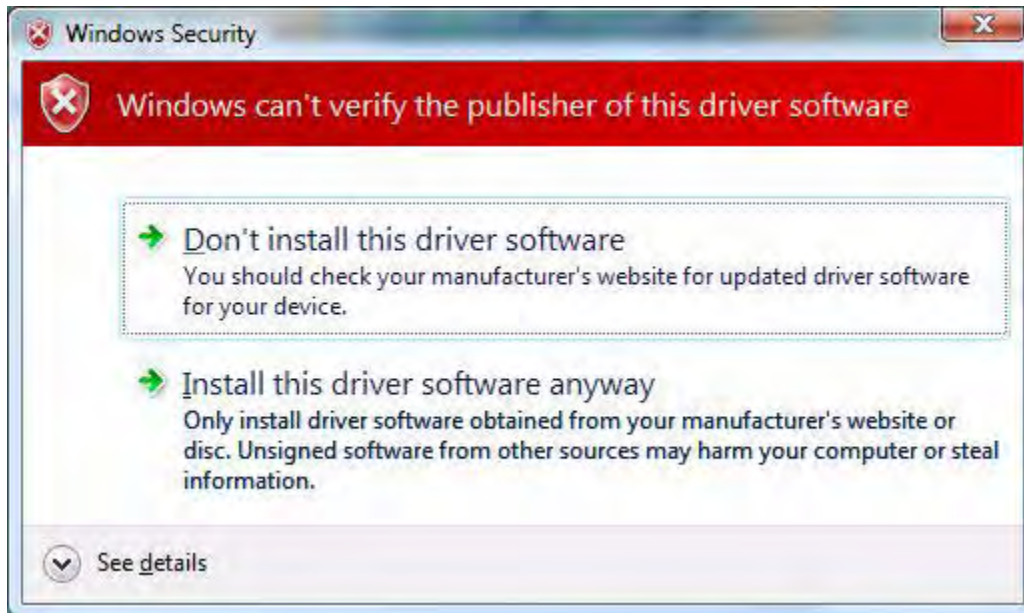 Windows Security
Windows can't verify the publisher of this driver software
Don't install this driver software
You should check your manufacturer's website for updated driver software
for your device.
Install this driver software anyway
Only install driver software obtained from your manufacturer's website or
disc. Unsigned software from other sources may harm your computer or steal
information.
See details